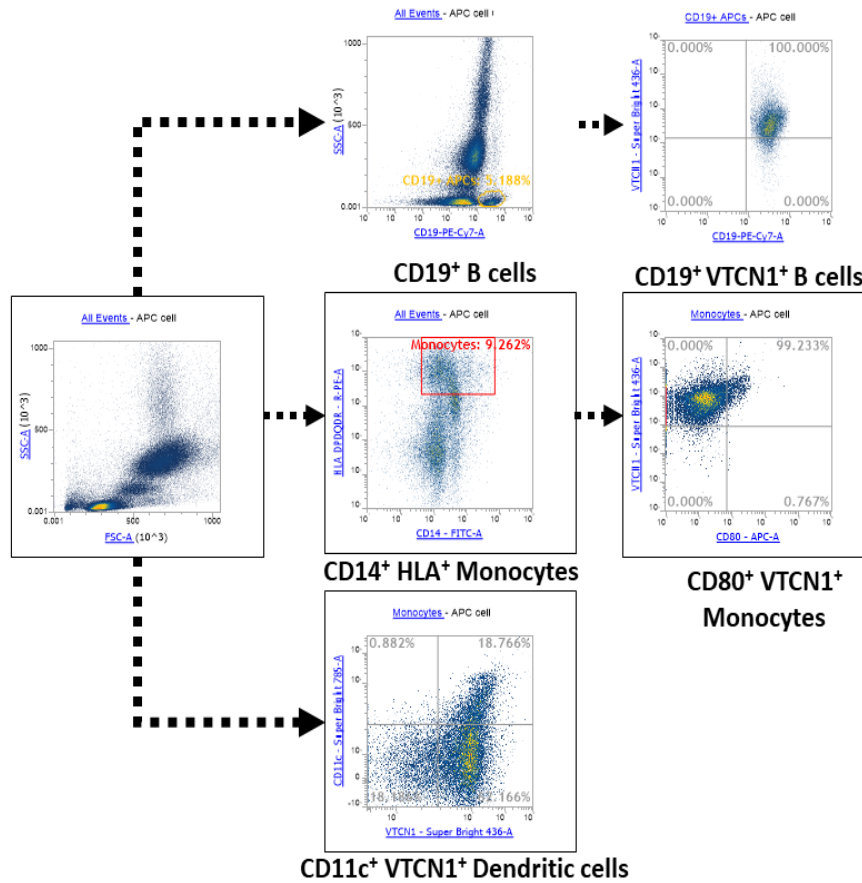 All Events - APC cell
1000
500
0.001
SSC-A (10^3)
CD19+ APCs: 5.188%
CD19-PE-Cy7-A
CD19+ B cells
CD19+ APCs - APC cell
0.000% 100.000%
0.000% 0.000%
VTCN1 - Super Bright 436-A
CD19-PE-Cy7-A
CD19+ VTCN1+ B cells
All Events - APC cell
1000
500
0.001
SSC-A (10^3)
0.001 500 1000
FSC-A (10^3)
All Events - APC cell
Monocytes: 9.262%
HLA DPDQDR - R-PE-A
CD14 - FITC-A
CD14+ HLA+ Monocytes
Monocytes - APC cell
0.000% 99.233%
0.000% 0.767%
VTCN1 - Super Bright 436-A
CD80 - APC-A
CD80+ VTCN1+
Monocytes
Monocytes - APC cell
0.882% 18.766%
CD11c - Super Bright 785-A
VTCN1 - Super Bright 436-A
CD11c+ VTCN1+ Dendritic cells